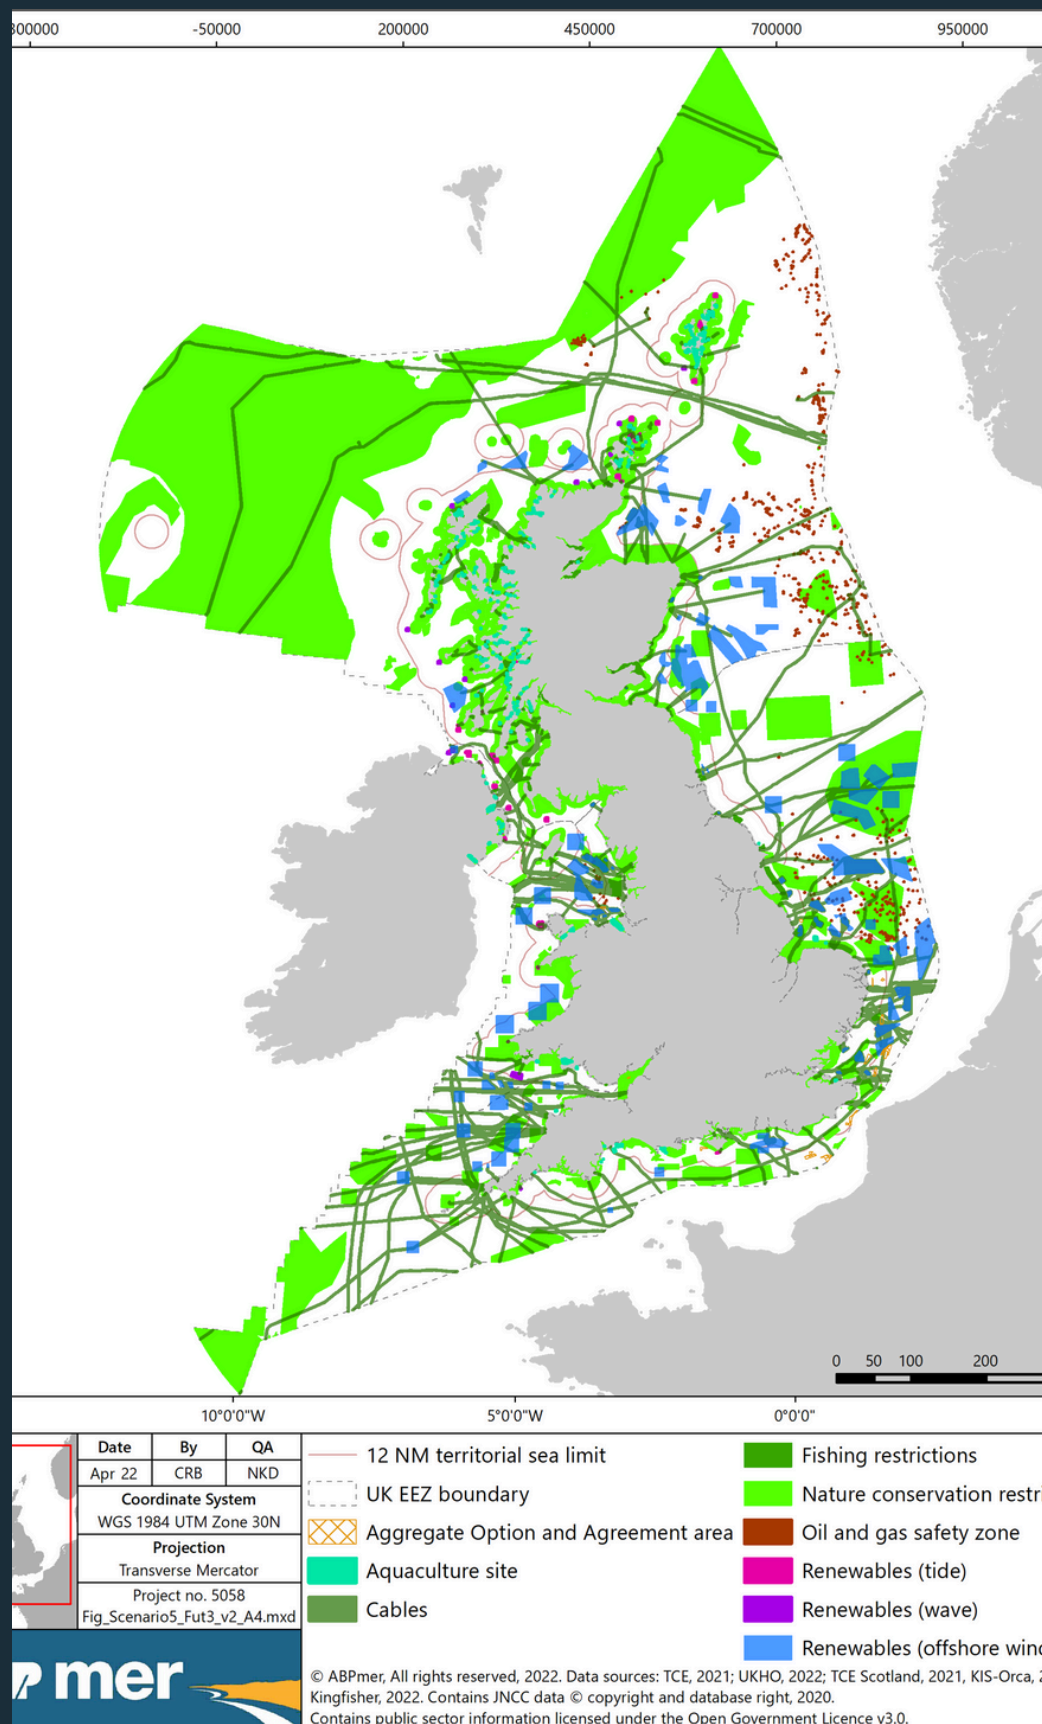 300000 -50000 200000 450000 700000 950000
0 50 100 200
10°0'0"W 5°0'0"W 0°0'0"
Date By QA
Apr 22 CRB NKD
Coordinate System
WGS 1984 UTM Zone 30N
Projection
Transverse Mercator
Project no. 5058
Fig_Scenario5_Fut3_v2_A4.mxd
mer
12 NM territorial sea limit
UK EEZ boundary
Aggregate Option and Agreement area
Aquaculture site
Cables
Fishing restrictions
Nature conservation restri
Oil and gas safety zone
Renewables (tide)
Renewables (wave)
Renewables (offshore wind
© ABPmer, All rights reserved, 2022. Data sources: TCE, 2021; UKHO, 2022; TCE Scotland, 2021, KIS-Orca, 2
Kingfisher, 2022. Contains JNCC data © copyright and database right, 2020.
Contains public sector information licensed under the Open Government Licence v3.0.